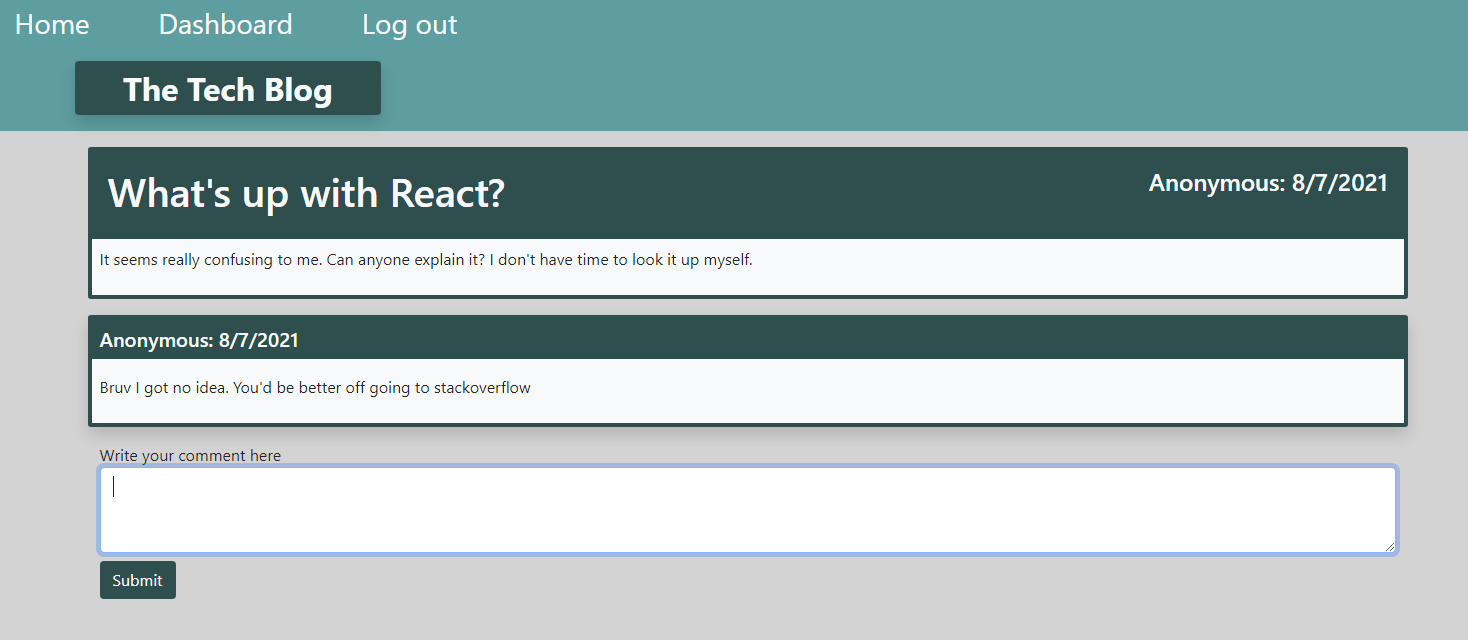 Home Dashboard Log out
The Tech Blog
What's up with React?
Anonymous: 8/7/2021
It seems really confusing to me. Can anyone explain it? I don't have time to look it up myself.
Anonymous: 8/7/2021
Bruv I got no idea. You'd be better off going to stackoverflow
Write your comment here
Submit